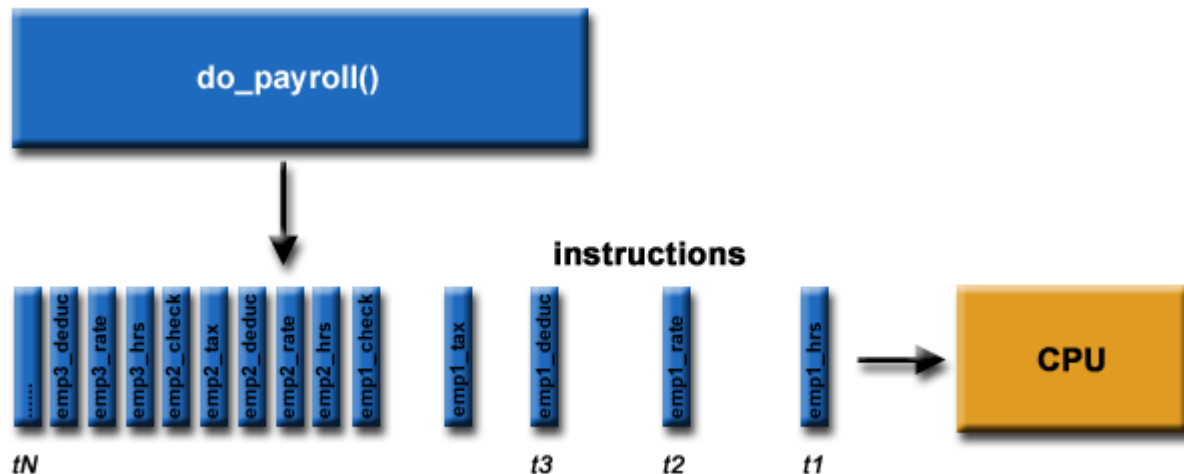 do_payroll()
instructions
......
emp3_deduc
emp3_rate
emp3_hrs
emp2_check
emp2_tax
emp2_deduc
emp2_rate
emp2_hrs
emp1_check
emp1_tax
emp1_deduc
emp1_rate
emp1_hrs
CPU
tN
t3
t2
t1